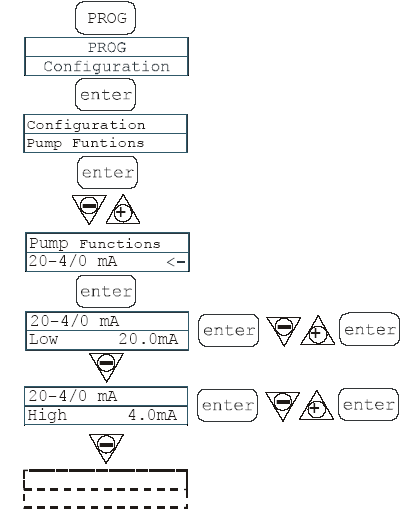 PROG
PROG
Configuration
enter
Configuration
Pump Funtions
enter
Pump Functions
20-4/0 mA <-
enter
20-4/0 mA
Low 20.0mA
enter enter
20-4/0 mA
High 4.0mA
enter enter